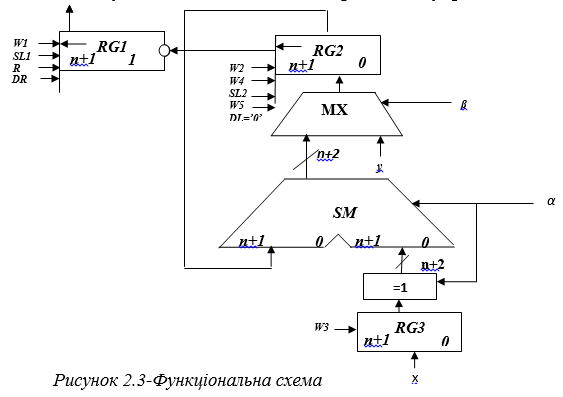 W1
SL1
R
DR
RG1
n+1 1
RG2
n+1 0
W2
W4
SL2
W5
DL='0'
MX
β
n+2
y
SM
α
n+1 0 n+1 0
n+2
=1
W3
RG3
n+1 0
x
Рисунок 2.3-Функціональна схема